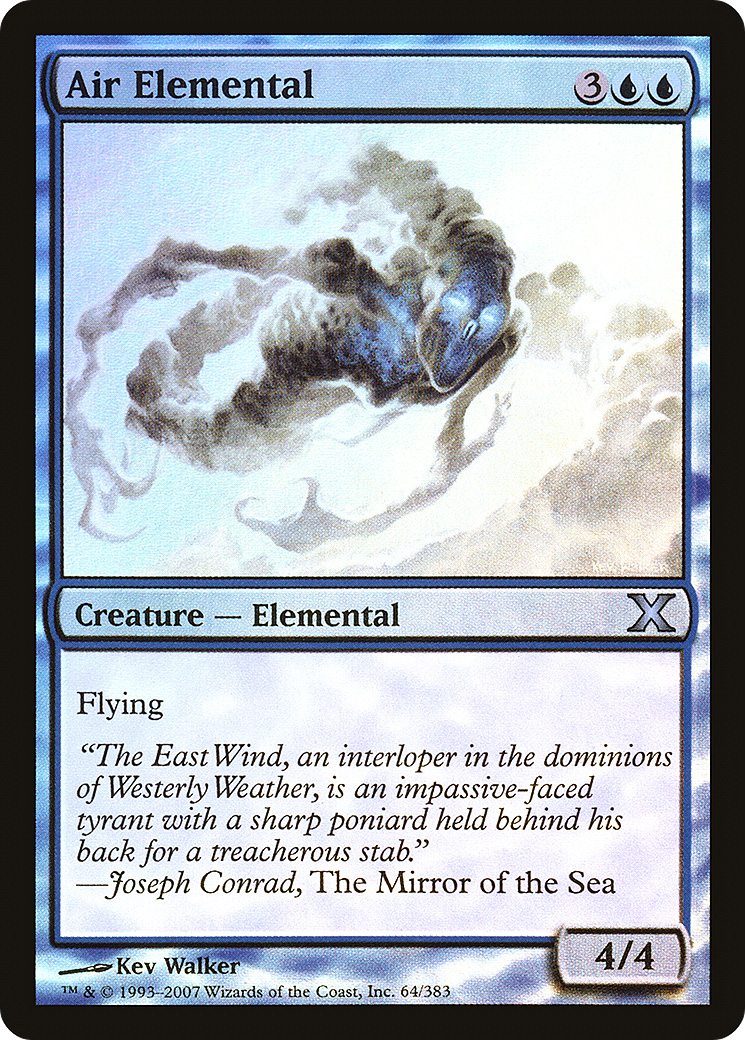 Air Elemental
3
KEV WALKER
Creature — Elemental
X
Flying
“The East Wind, an interloper in the dominions
of Westerly Weather, is an impassive-faced
tyrant with a sharp poniard held behind his
back for a treacherous stab.”
—Joseph Conrad, The Mirror of the Sea
4/4
Kev Walker
™ & © 1993–2007 Wizards of the Coast, Inc. 64/383